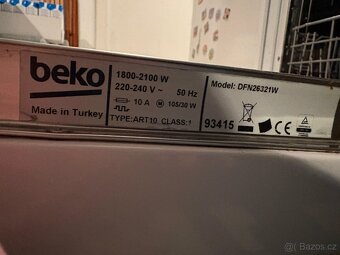 beko
Made in Turkey
1800-2100 W
220-240 V ~ 50 Hz
10 A 105/30 W
TYPE:ART10 CLASS:1
Model: DFN26321W
93415
Bazos.cz